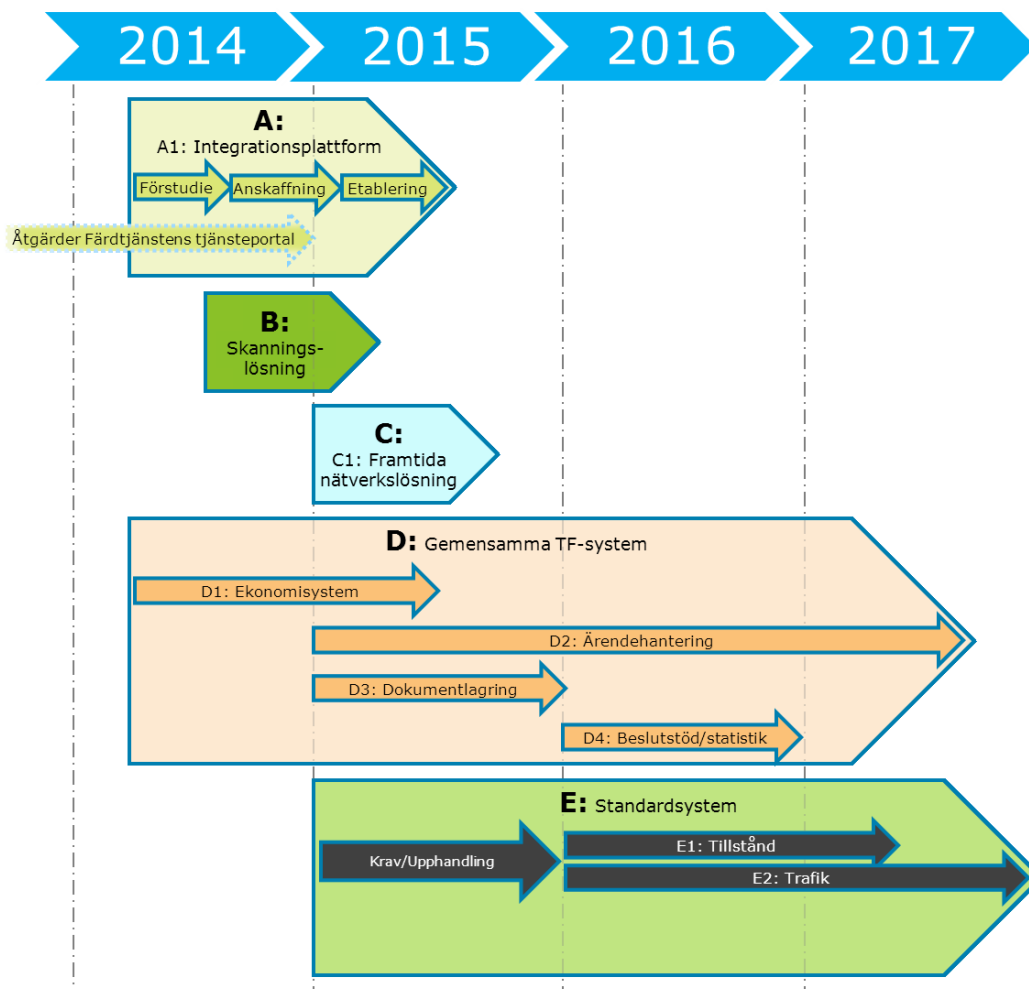 2014 2015 2016 2017
A:
A1: Integrationsplattform
Förstudie Anskaffning Etablering
Åtgärder Färdtjänstens tjänsteportal
B:
Skannings-
lösning
C:
C1: Framtida
nätverkslösning
D: Gemensamma TF-system
D1: Ekonomisystem
D2: Ärendehantering
D3: Dokumentlagring
D4: Beslutstöd/statistik
E: Standardsystem
E1: Tillstånd
Krav/Upphandling
E2: Trafik